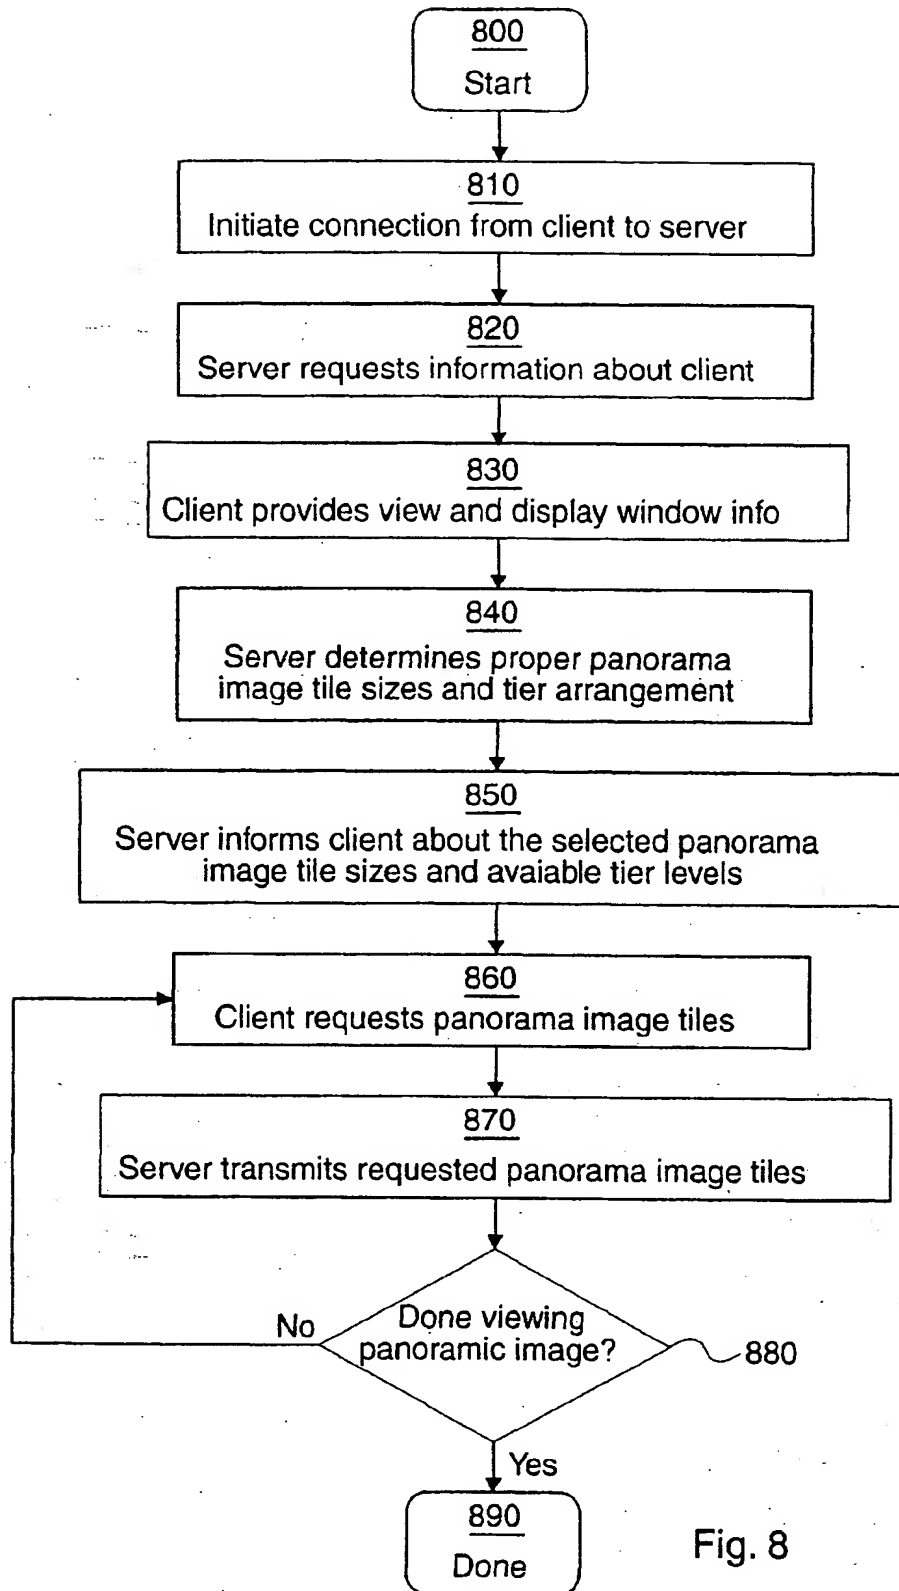 800
Start
810
Initiate connection from client to server
820
Server requests information about client
830
Client provides view and display window info
840
Server determines proper panorama
image tile sizes and tier arrangement
850
Server informs client about the selected panorama
image tile sizes and avaiable tier levels
860
Client requests panorama image tiles
870
Server transmits requested panorama image tiles
Done viewing
panoramic image?
No
880
Yes
890
Done
Fig. 8